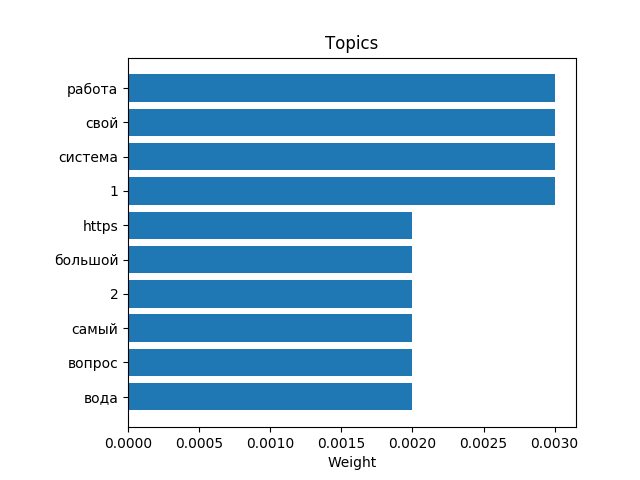 Topics
работа
свой
система
1
https
большой
2
самый
вопрос
вода
0.0000 0.0005 0.0010 0.0015 0.0020 0.0025 0.0030
Weight